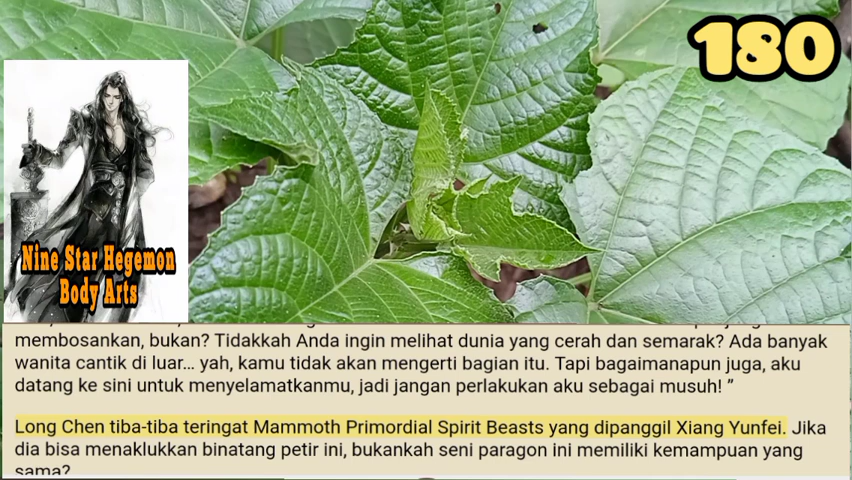 180
Nine Star Hegemon
Body Arts
membosankan, bukan? Tidakkah Anda ingin melihat dunia yang cerah dan semarak? Ada banyak
wanita cantik di luar… yah, kamu tidak akan mengerti bagian itu. Tapi bagaimanapun juga, aku
datang ke sini untuk menyelamatkanmu, jadi jangan perlakukan aku sebagai musuh! ”
Long Chen tiba-tiba teringat Mammoth Primordial Spirit Beasts yang dipanggil Xiang Yunfei. Jika
dia bisa menaklukkan binatang petir ini, bukankah seni paragon ini memiliki kemampuan yang
sama?